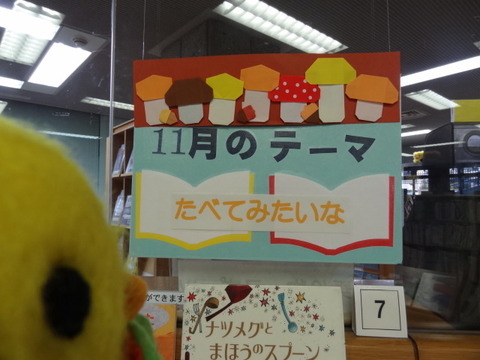 11月のテーマ
たべてみたいな
ができます。
ナツメグと
まほうのスプーン
7